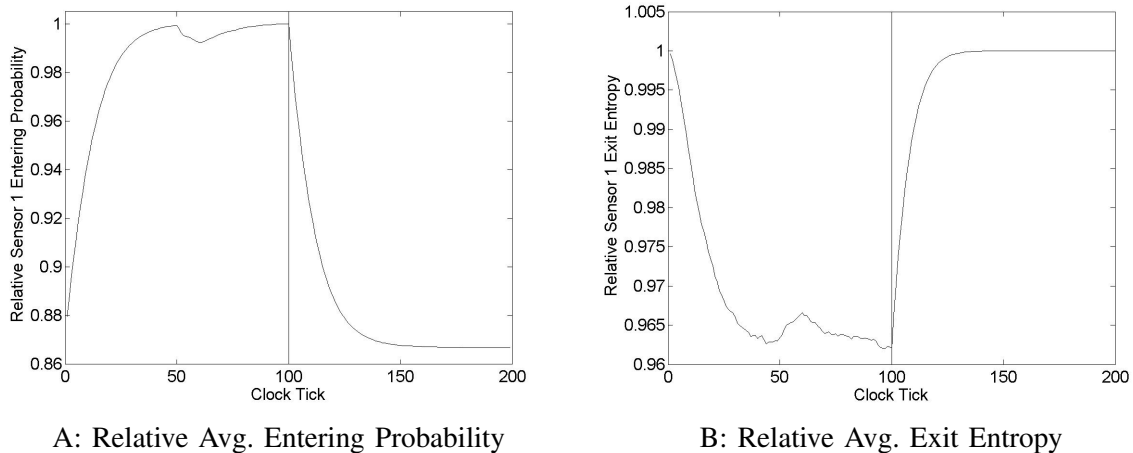 Relative Sensor 1 Entering Probability
1
0.98
0.96
0.94
0.92
0.9
0.88
0.86
0 50 100 150 200
Clock Tick
A: Relative Avg. Entering Probability
Relative Sensor 1 Exit Entropy
1.005
1
0.995
0.99
0.985
0.98
0.975
0.97
0.965
0.96
0 50 100 150 200
Clock Tick
B: Relative Avg. Exit Entropy